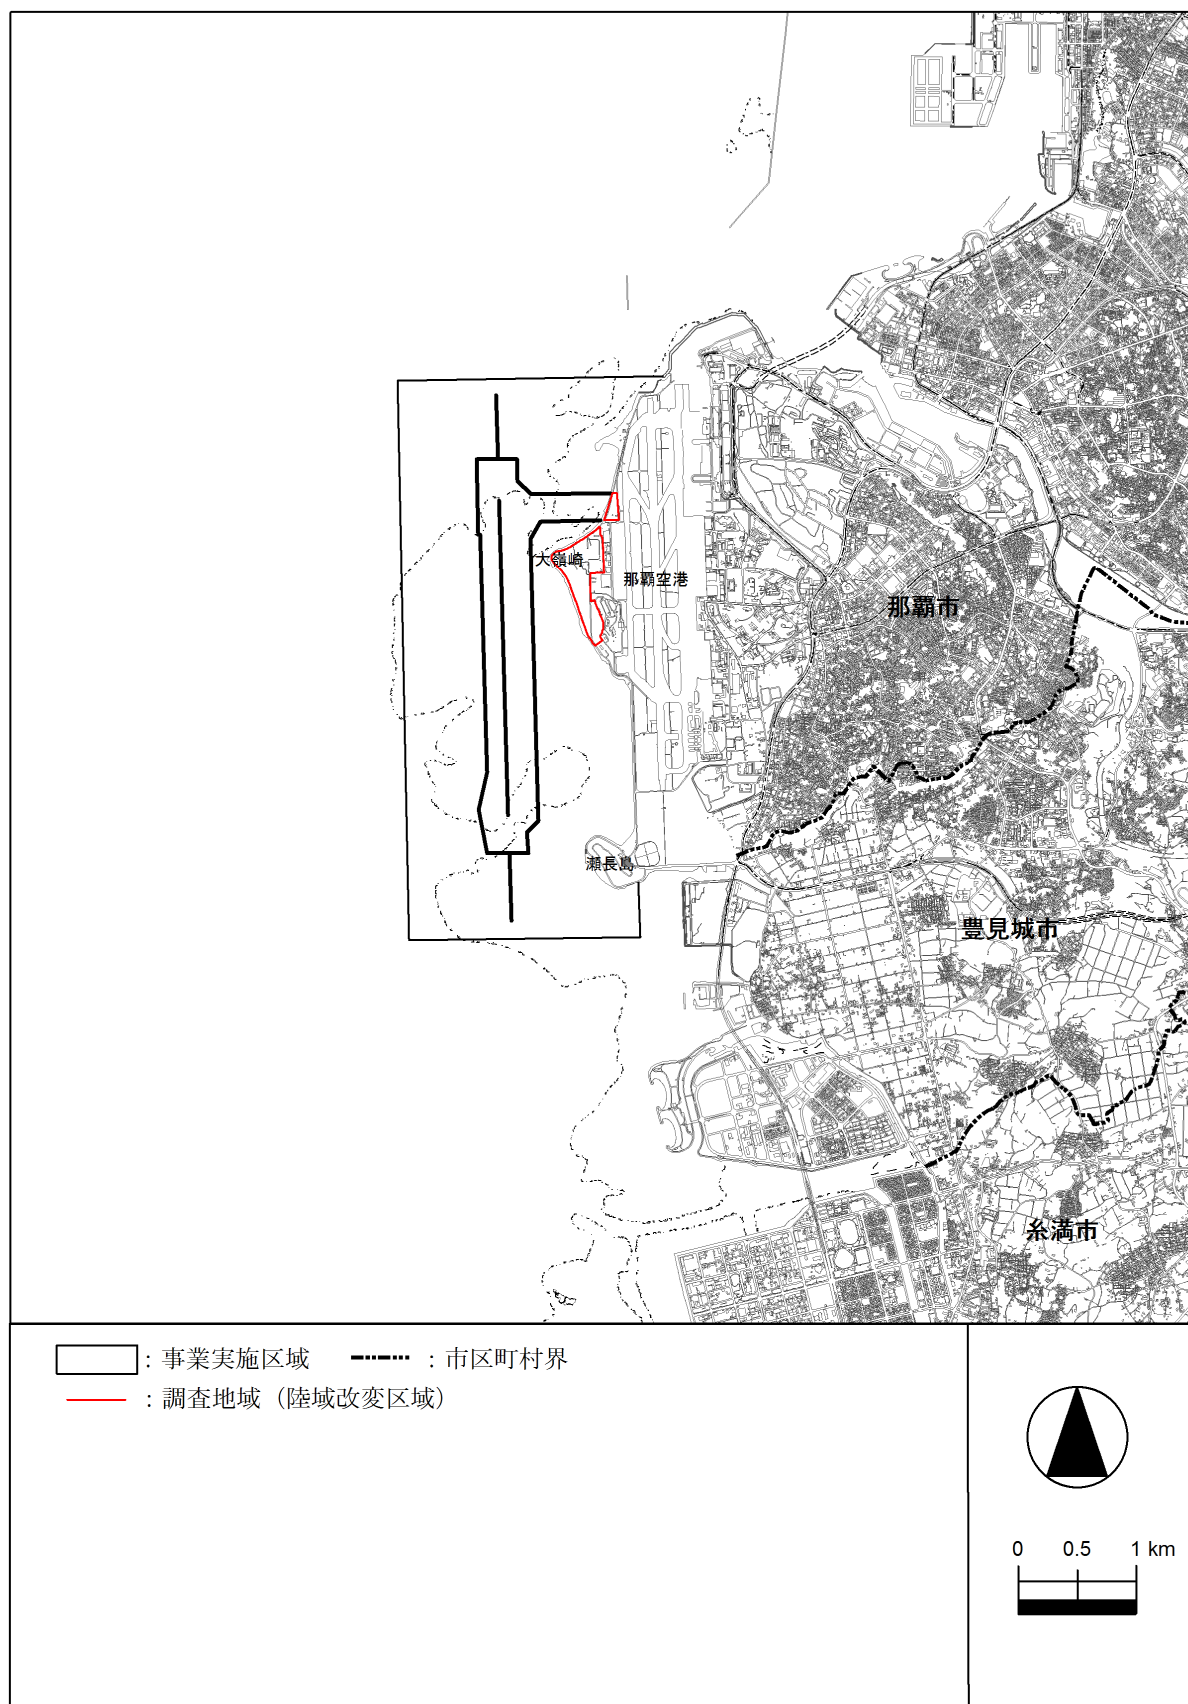 大嶺崎
那覇空港
那覇市
瀬長島
豊見城市
糸満市
：事業実施区域 ：市区町村界
：調査地域（陸域改変区域）
0 0.5 1 km